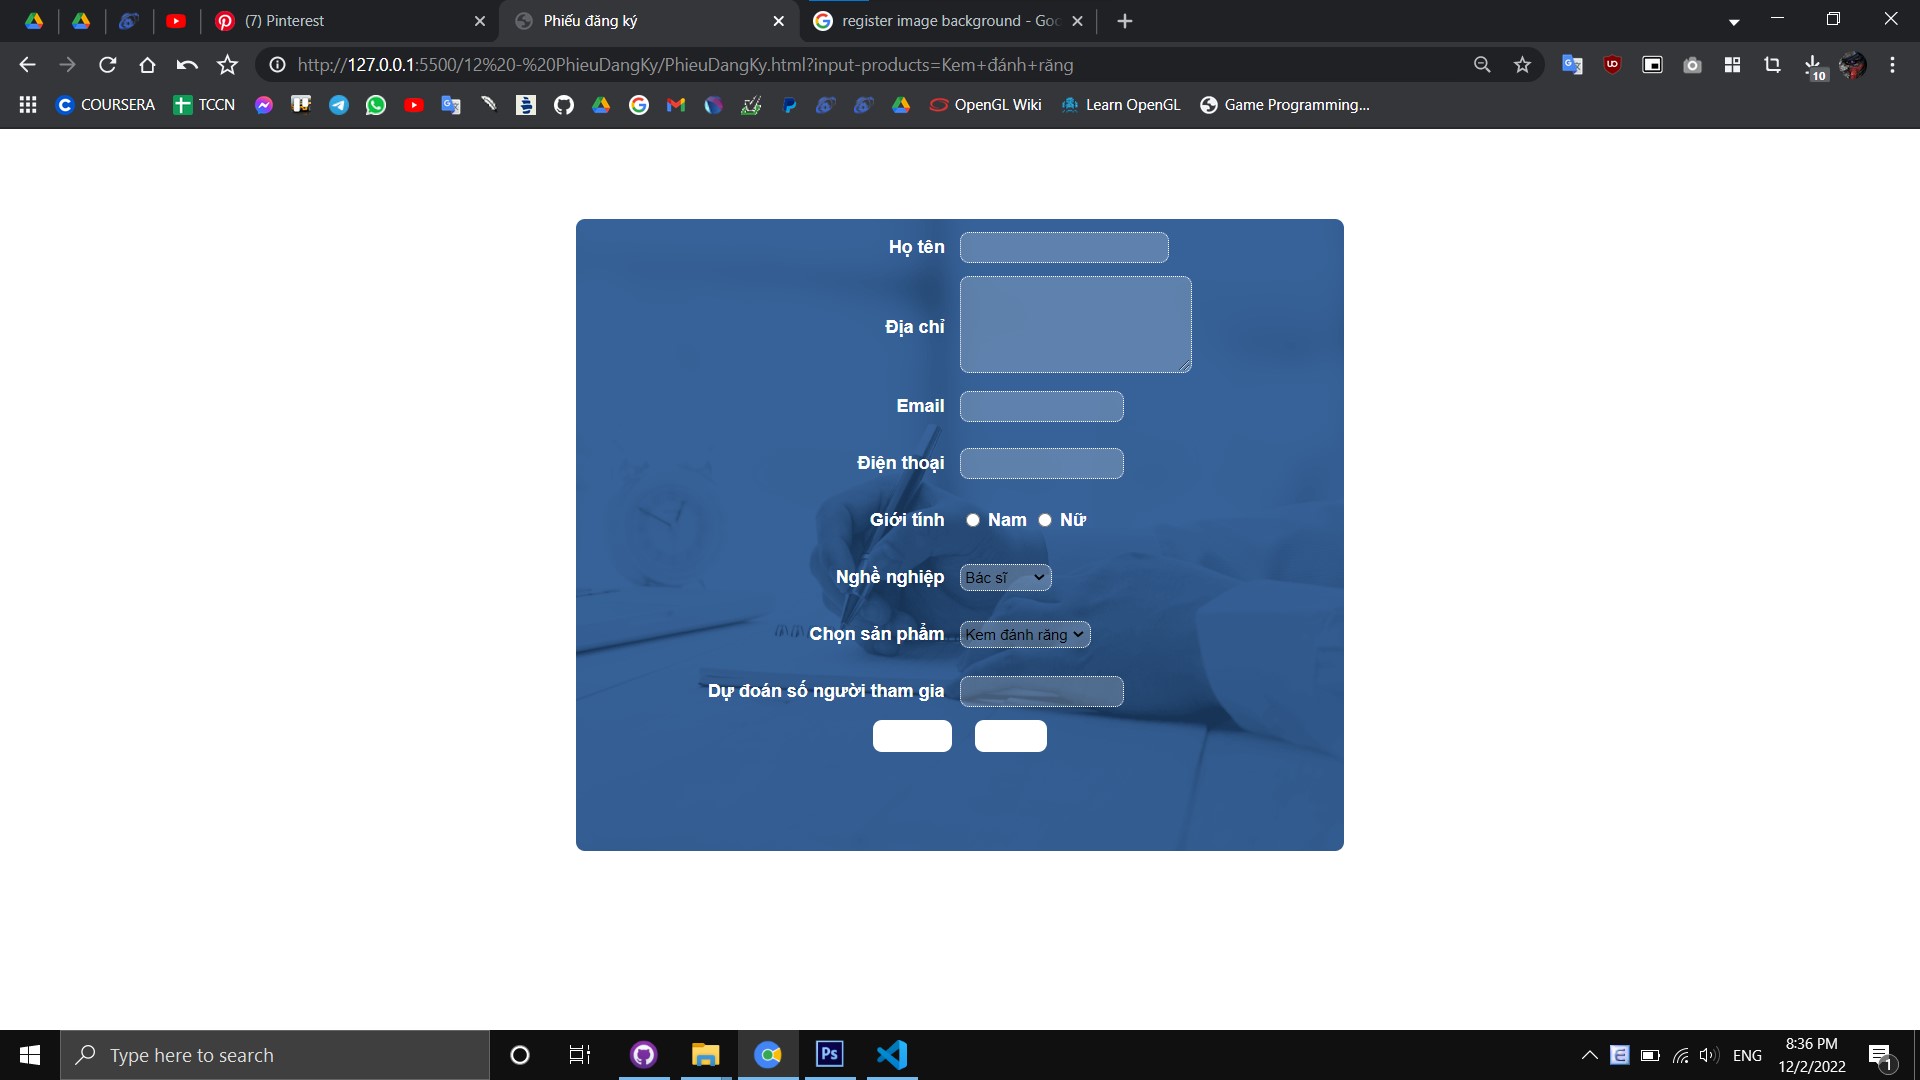 (7) Pinterest
Phiếu đăng ký
register image background - Goo
http://127.0.0.1:5500/12%20-%20PhieuDangKy/PhieuDangKy.html?input-products=Kem+đánh+răng
10
COURSERA
TCCN
OpenGL Wiki
Learn OpenGL
Game Programming...
Họ tên
Địa chỉ
Email
Điện thoại
Giới tính Nam Nữ
Nghề nghiệp Bác sĩ
Chọn sản phẩm Kem đánh răng
Dự đoán số người tham gia
Type here to search
Ps
ENG
8:36 PM
12/2/2022
1